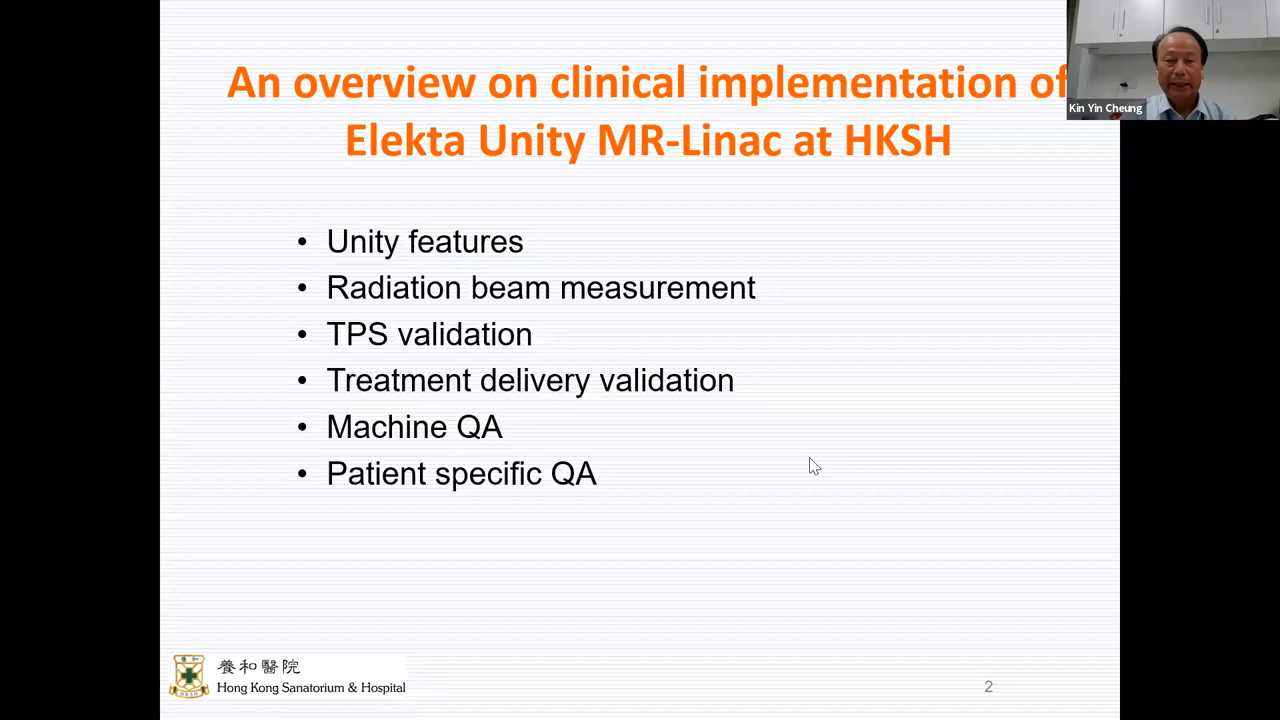 An overview on clinical implementation of
Elekta Unity MR-Linac at HKSH
Kin Yin Cheung
• Unity features
• Radiation beam measurement
• TPS validation
• Treatment delivery validation
• Machine QA
• Patient specific QA
養和醫院
Hong Kong Sanatorium & Hospital
2